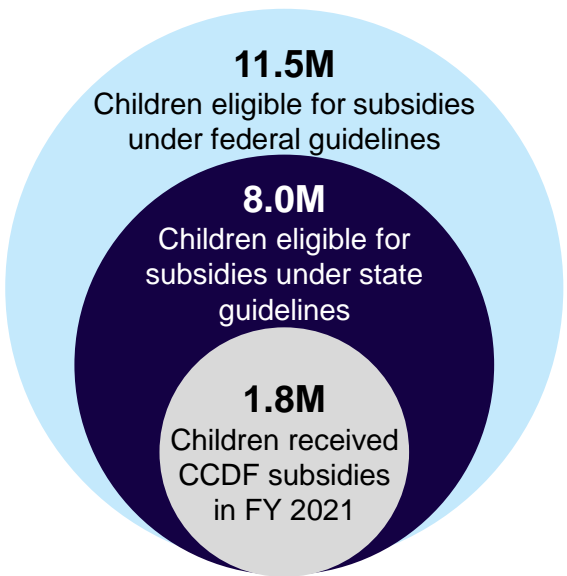 11.5M
Children eligible for subsidies
under federal guidelines
8.0M
Children eligible for
subsidies under state
guidelines
1.8M
Children received
CCDF subsidies
in FY 2021